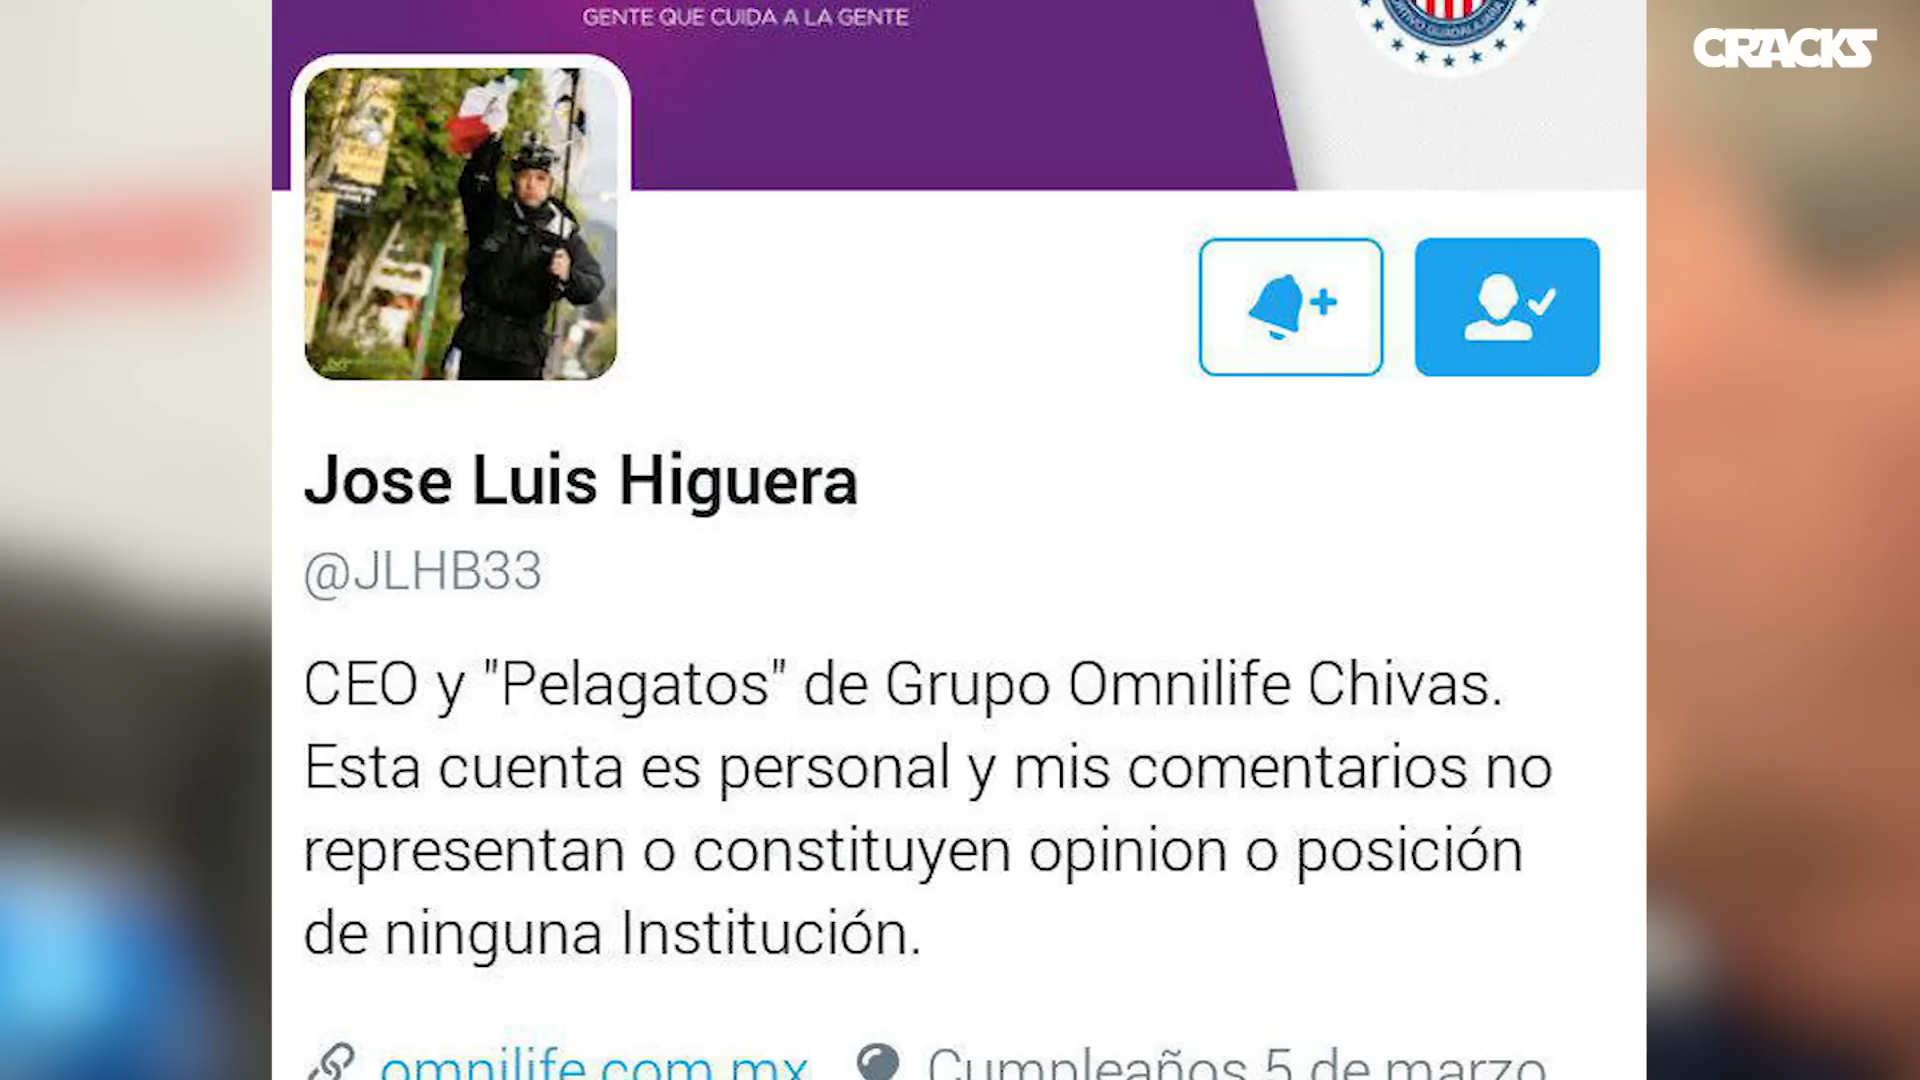 GENTE QUE CUIDA A LA GENTE
CRACKS
Jose Luis Higuera
@JLHB33
CEO y "Pelagatos" de Grupo Omnilife Chivas.
Esta cuenta es personal y mis comentarios no
representan o constituyen opinion o posición
de ninguna Institución.
omnilife.com.mx Cumpleaños 5 de marzo